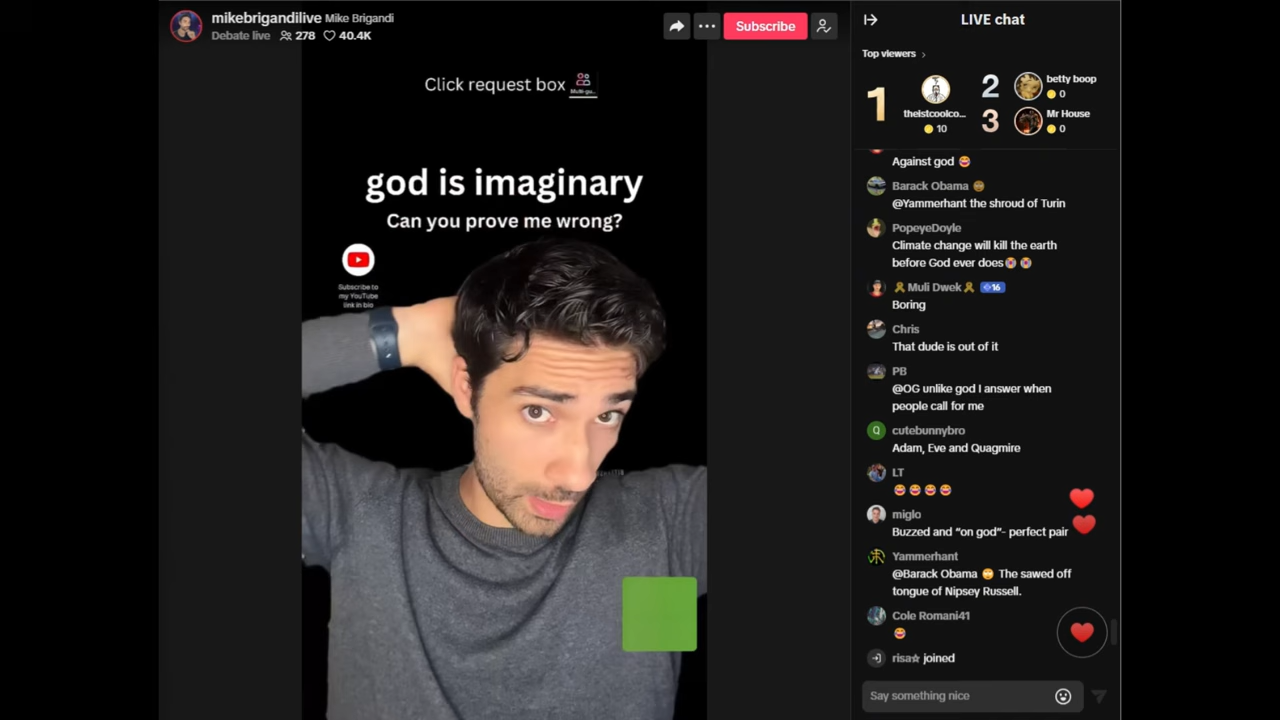 mikebrigandilive Mike Brigandi
Debate live 278 40.4K
Subscribe
Click request box
god is imaginary
Can you prove me wrong?
Subscribe to
my YouTube
link in bio
LIVE chat
Top viewers
1
theistcoolco...
10
2
betty boop
0
3
Mr House
0
Against god
Barack Obama
@Yammerhant the shroud of Turin
PopeyeDoyle
Climate change will kill the earth
before God ever does
Muli Dwek 16
Boring
Chris
That dude is out of it
PB
@OG unlike god I answer when
people call for me
Q cutebunnybro
Adam, Eve and Quagmire
LT
miglo
Buzzed and “on god”- perfect pair
Yammerhant
@Barack Obama The sawed off
tongue of Nipsey Russell.
Cole Romani41
risa☆ joined
Say something nice